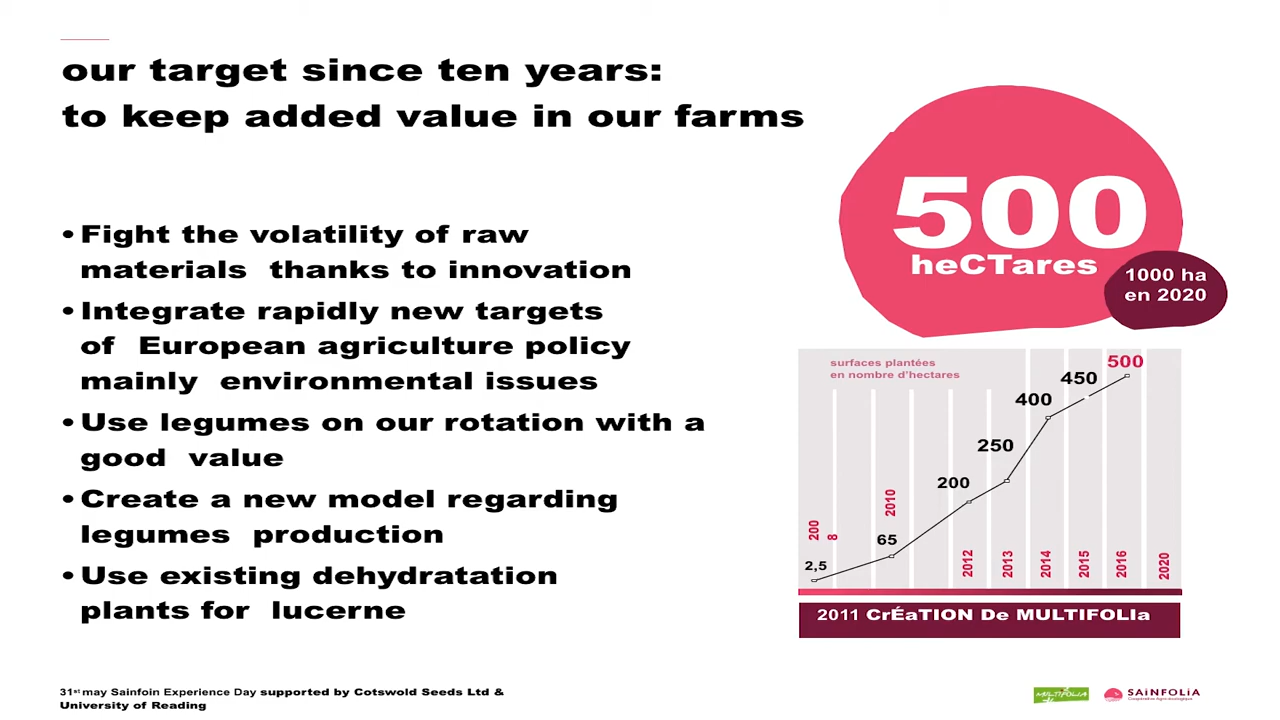 our target since ten years:
to keep added value in our farms
• Fight the volatility of raw
materials thanks to innovation
• Integrate rapidly new targets
of European agriculture policy
mainly environmental issues
• Use legumes on our rotation with a
good value
• Create a new model regarding
legumes production
• Use existing dehydratation
plants for lucerne
500
heCTares
1000 ha
en 2020
surfaces plantées
en nombre d'hectares
2,5
65
200
250
400
450
500
200
8
2010
2012
2013
2014
2015
2016
2020
2011 CrÉaTION De MULTIFOLIa
31st may Sainfoin Experience Day supported by Cotswold Seeds Ltd &
University of Reading
MULTIFOLIA
SAiNFOLiA